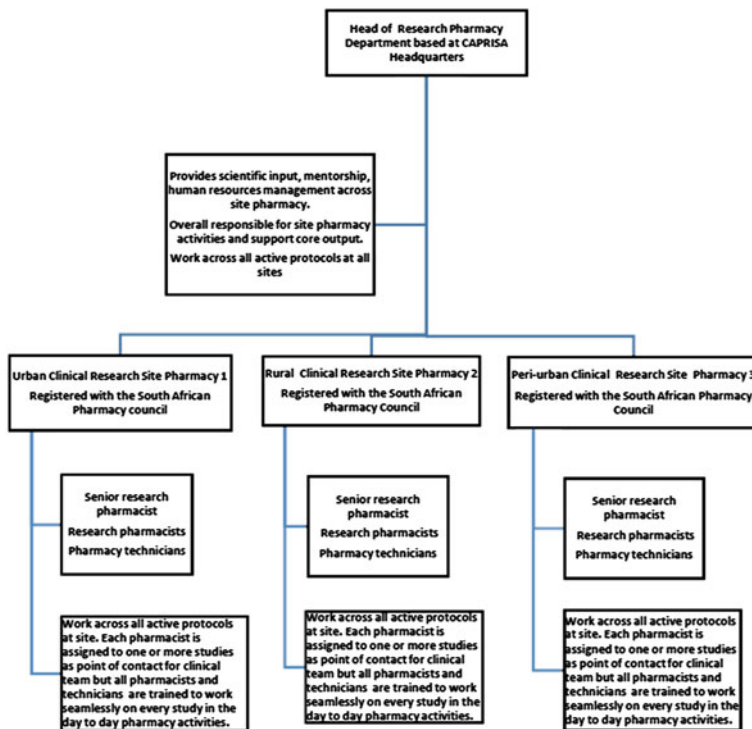 Head of Research Pharmacy
Department based at CAPRISA
Headquarters
Provides scientific input, mentorship,
human resources management across
site pharmacy.
Overall responsible for site pharmacy
activities and support core output.
Work across all active protocols at all
sites
Urban Clinical Research Site Pharmacy 1
Registered with the South African
Pharmacy council
Rural Clinical Research Site Pharmacy 2
Registered with the South African
Pharmacy Council
Peri-urban Clinical Research Site Pharmacy 3
Registered with the South African Pharmacy
Council
Senior research
pharmacist
Research pharmacists
Pharmacy technicians
Senior research
pharmacist
Research pharmacists
Pharmacy technicians
Senior research
pharmacist
Research pharmacists
Pharmacy technicians
Work across all active protocols
at site. Each pharmacist is
assigned to one or more studies
as point of contact for clinical
team but all pharmacists and
technicians are trained to work
seamlessly on every study in the
day to day pharmacy activities.
Work across all active protocols
at site. Each pharmacist is
assigned to one or more studies
as point of contact for clinical
team but all pharmacists and
technicians are trained to work
seamlessly on every study in the
day to day pharmacy activities.
Work across all active protocols
at site. Each pharmacist is
assigned to one or more studies
as point of contact for clinical
team but all pharmacists and
technicians are trained to work
seamlessly on every study in the
day to day pharmacy activities.